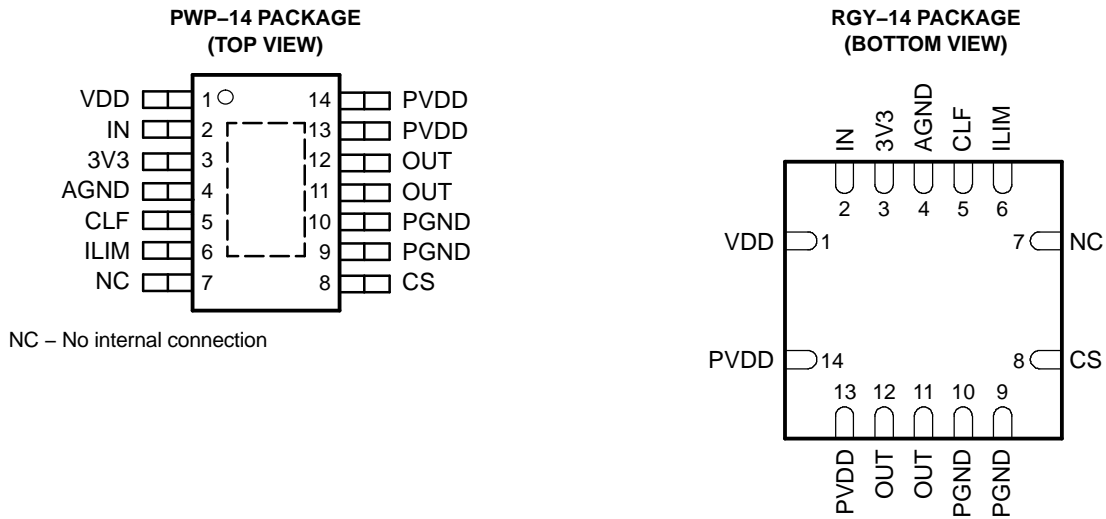 PWP–14 PACKAGE
(TOP VIEW)
VDD 1 14 PVDD
IN 2 13 PVDD
3V3 3 12 OUT
AGND 4 11 OUT
CLF 5 10 PGND
ILIM 6 9 PGND
NC 7 8 CS
NC – No internal connection
RGY–14 PACKAGE
(BOTTOM VIEW)
IN 3V3 AGND CLF ILIM
2 3 4 5 6
VDD 1 7 NC
PVDD 14 8 CS
13 12 11 10 9
PVDD OUT OUT PGND PGND